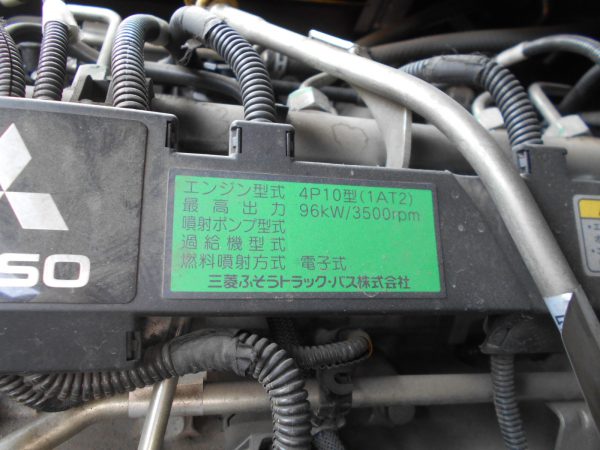 エンジン型式 4P10型(1AT2)
最高出力 96kW/3500rpm
噴射ポンプ型式
過給機型式
燃料噴射方式 電子式
三菱ふそうトラック・バス株式会社
SO